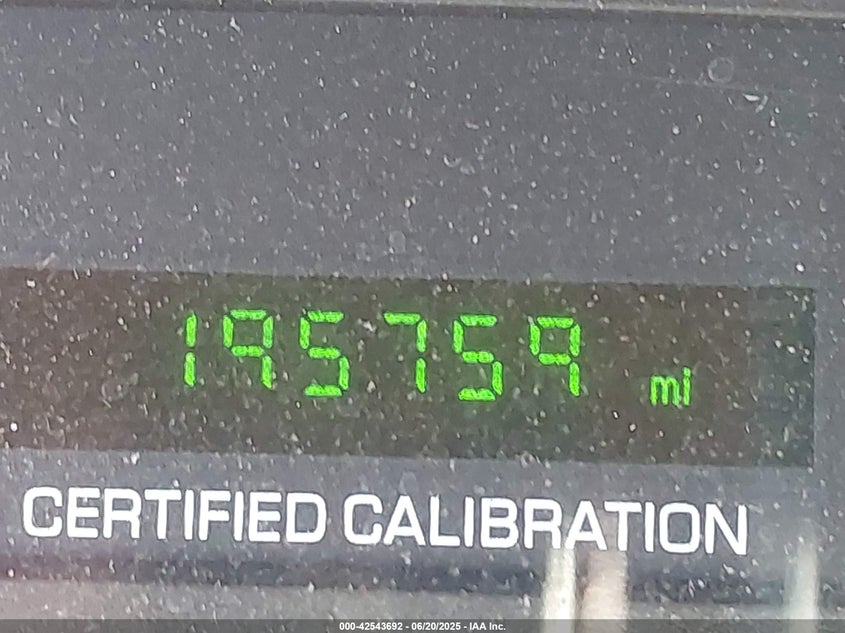 195759 mi
CERTIFIED CALIBRATION
000-42543692 - 06/20/2025 - IAA Inc.